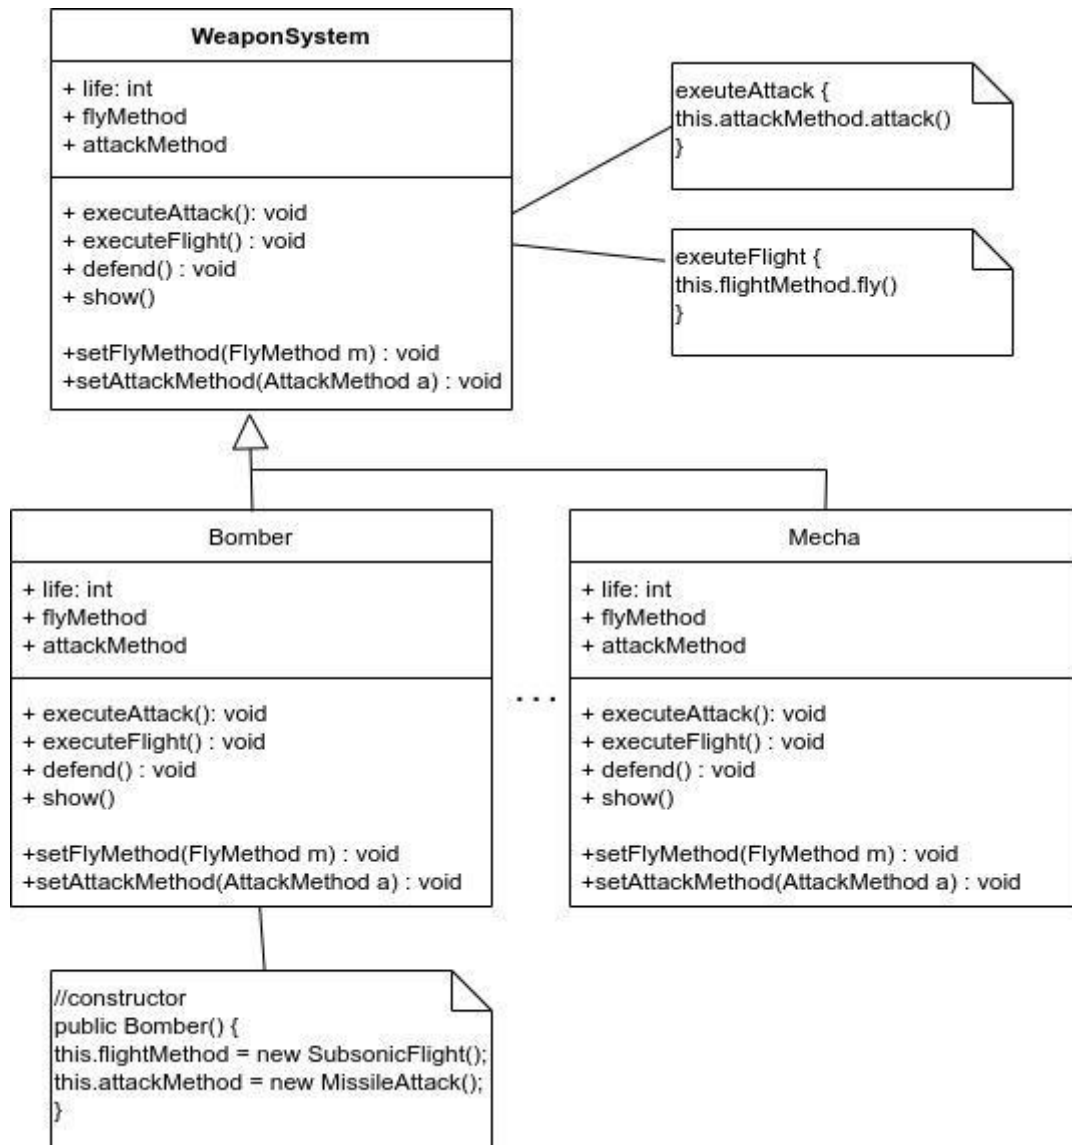 WeaponSystem
+ life: int
+ flyMethod
+ attackMethod
+ executeAttack(): void
+ executeFlight() : void
+ defend() : void
+ show()
+setFlyMethod(FlyMethod m) : void
+setAttackMethod(AttackMethod a) : void
exeuteAttack {
this.attackMethod.attack()
}
exeuteFlight {
this.flightMethod.fly()
}
Bomber
+ life: int
+ flyMethod
+ attackMethod
+ executeAttack(): void
+ executeFlight() : void
+ defend() : void
+ show()
+setFlyMethod(FlyMethod m) : void
+setAttackMethod(AttackMethod a) : void
...
Mecha
+ life: int
+ flyMethod
+ attackMethod
+ executeAttack(): void
+ executeFlight() : void
+ defend() : void
+ show()
+setFlyMethod(FlyMethod m) : void
+setAttackMethod(AttackMethod a) : void
//constructor
public Bomber() {
this.flightMethod = new SubsonicFlight();
this.attackMethod = new MissileAttack();
}